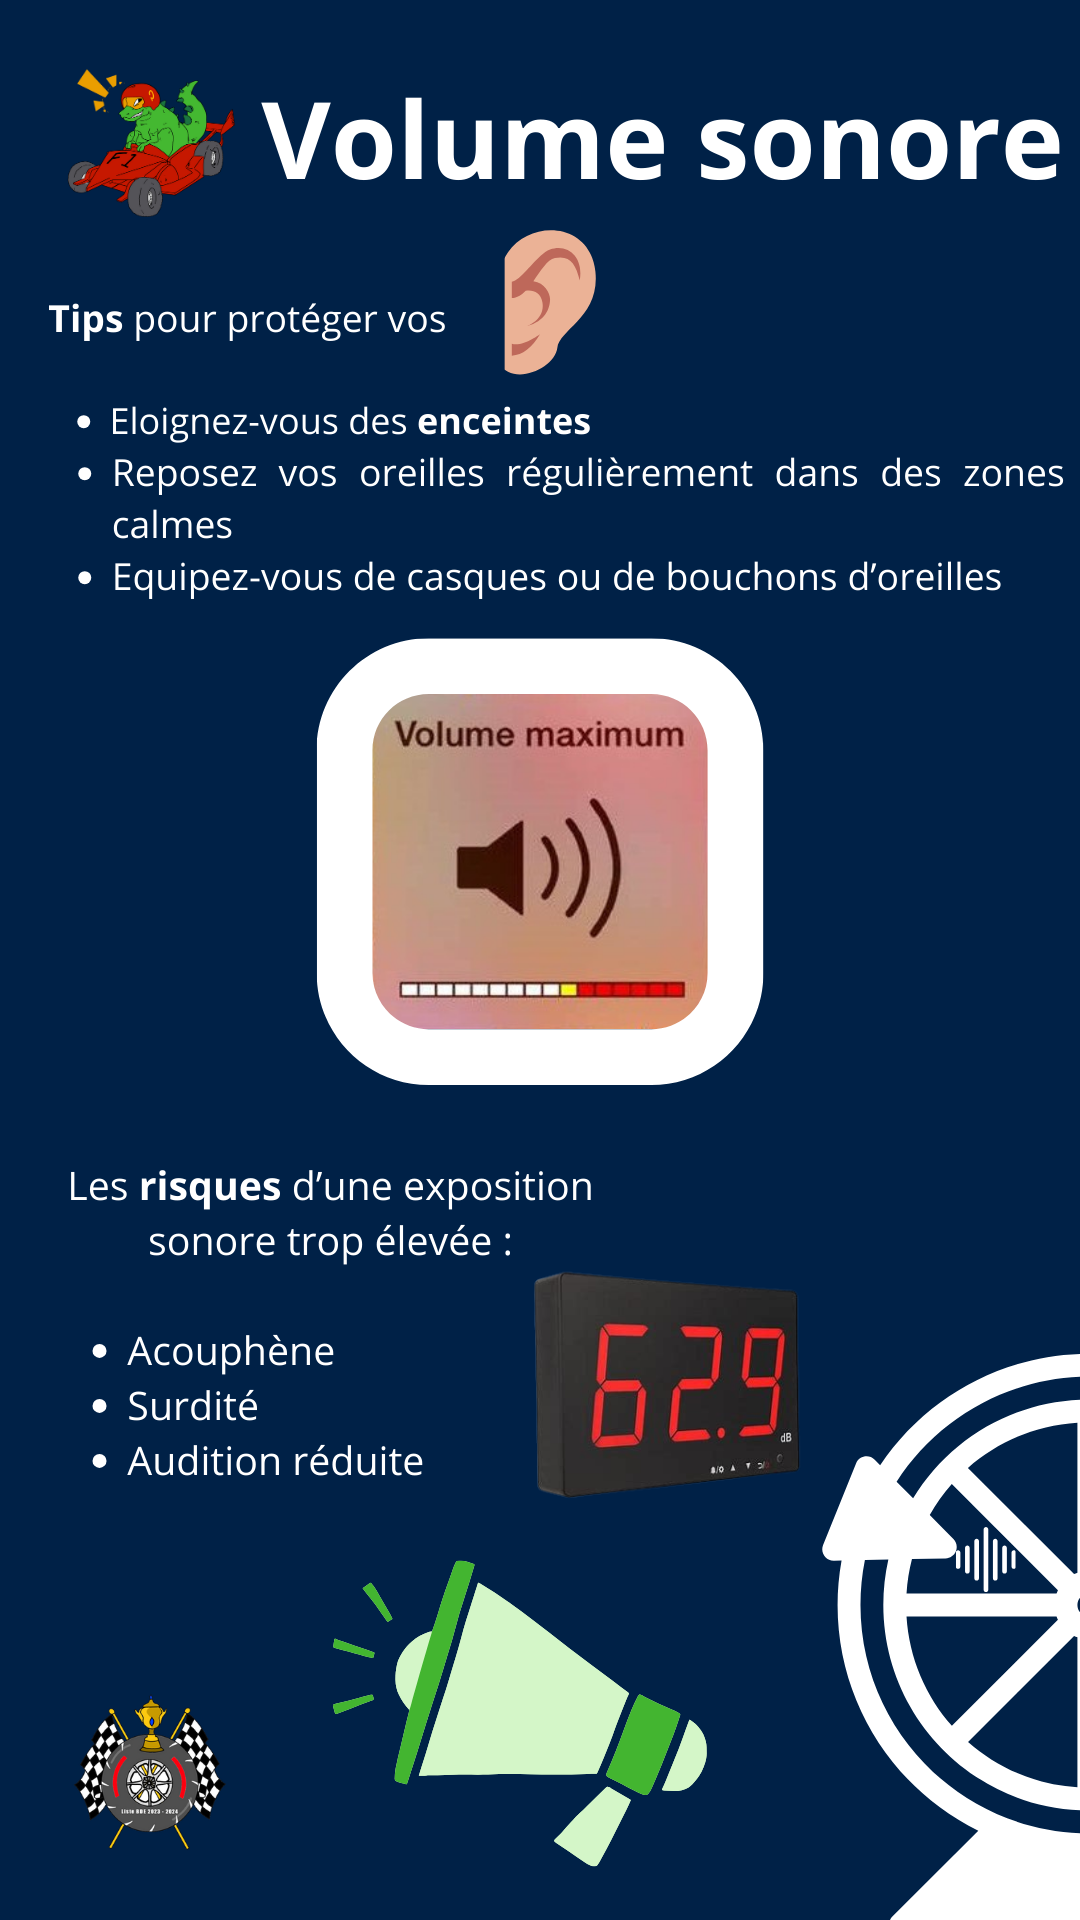 F1
Volume sonore
Tips pour protéger vos
• Eloignez-vous des enceintes
• Reposez vos oreilles régulièrement dans des zones
calmes
• Equipez-vous de casques ou de bouchons d’oreilles
Volume maximum
Les risques d’une exposition
sonore trop élevée :
• Acouphène
• Surdité
• Audition réduite
62.9
dB
Liste BDE 2023 - 2024